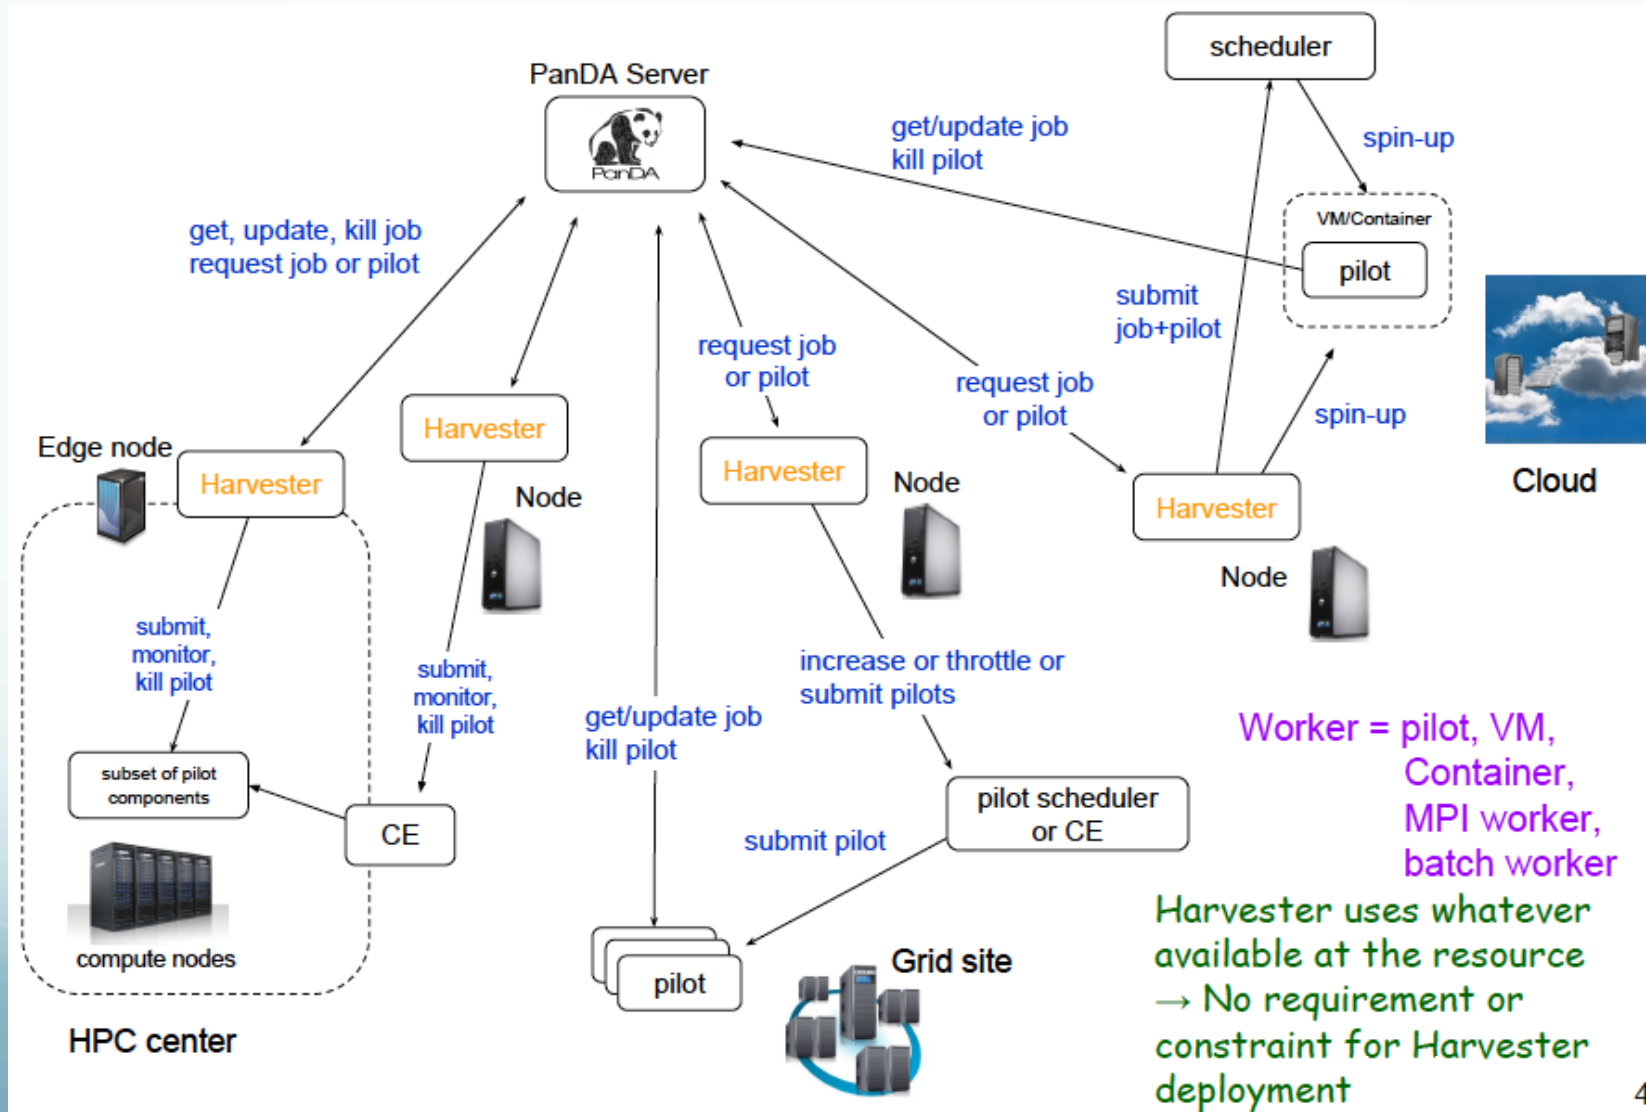 scheduler
PanDA Server
PanDA
get/update job
kill pilot
spin-up
VM/Container
pilot
get, update, kill job
request job or pilot
submit
job+pilot
request job
or pilot
request job
or pilot
spin-up
Cloud
Edge node
Harvester
Harvester
Node
Harvester
Node
Harvester
Node
submit,
monitor,
kill pilot
submit,
monitor,
kill pilot
increase or throttle or
submit pilots
get/update job
kill pilot
subset of pilot
components
CE
pilot scheduler
or CE
submit pilot
compute nodes
HPC center
pilot
Grid site
Worker = pilot, VM,
Container,
MPI worker,
batch worker
Harvester uses whatever
available at the resource
→ No requirement or
constraint for Harvester
deployment
4